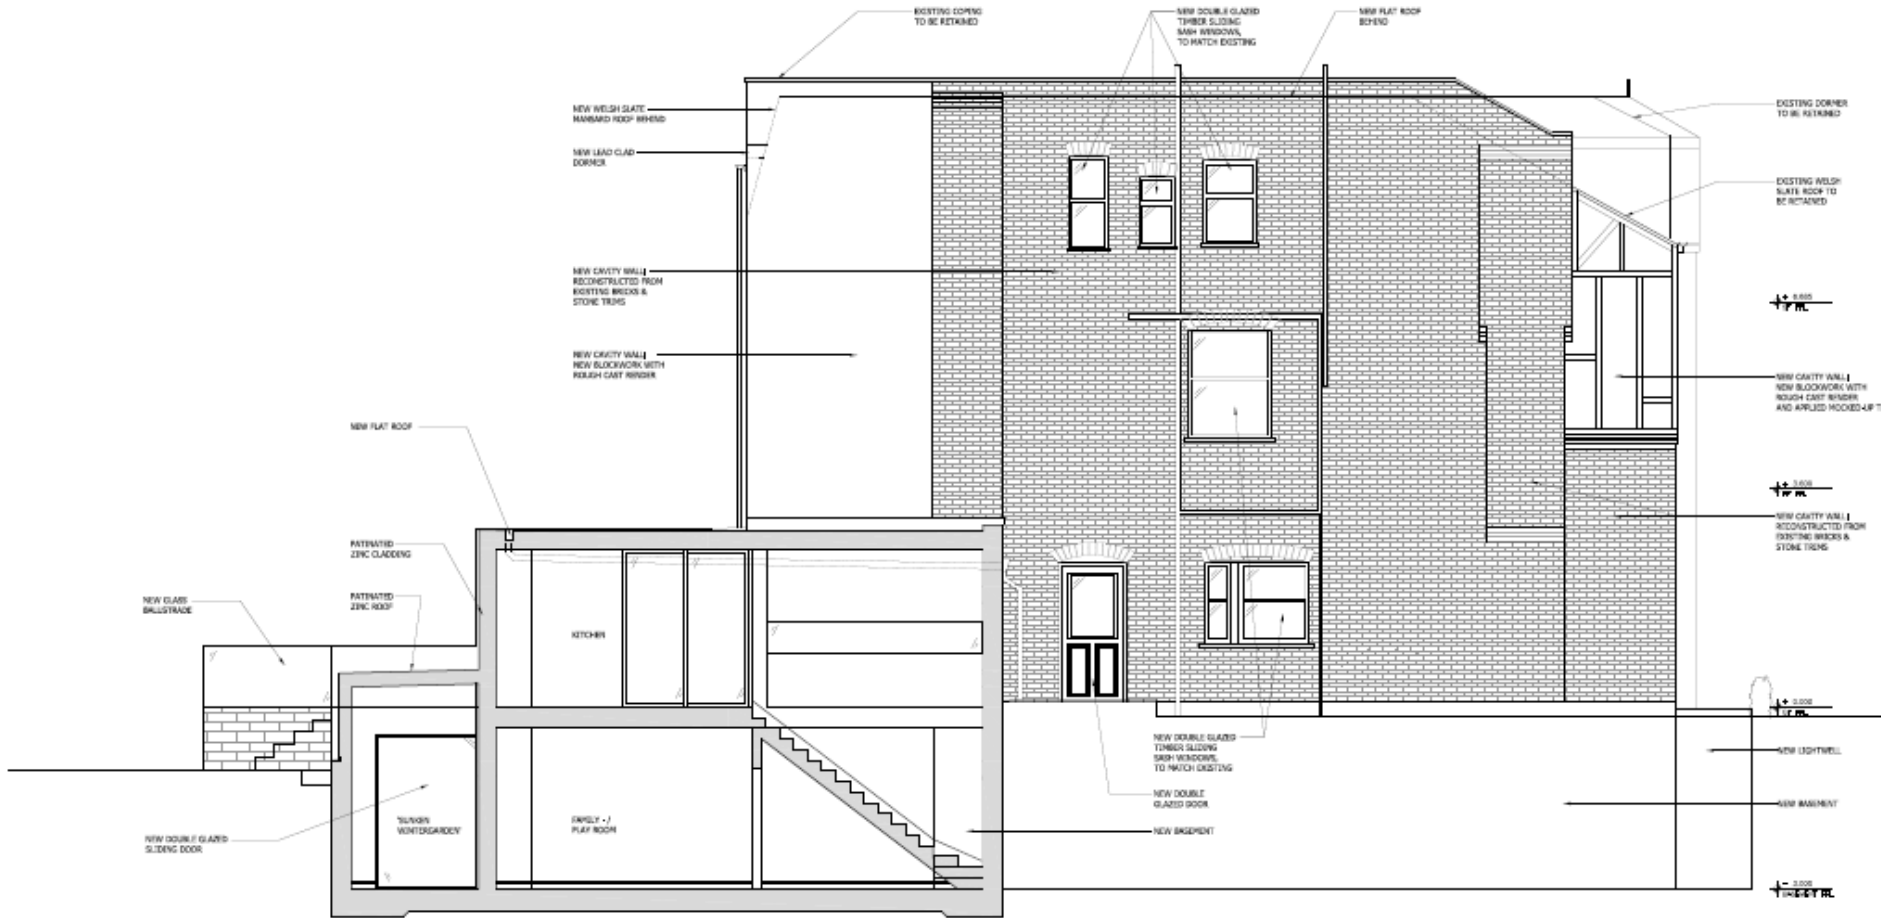 EXISTING COPING
TO BE RETAINED
NEW DOUBLE GLAZED
TIMBER SLIDING
SASH WINDOWS,
TO MATCH EXISTING
NEW FLAT ROOF
BEHIND
NEW WELSH SLATE
MANSARD ROOF BEHIND
NEW LEAD CLAD
DORMER
EXISTING DORMER
TO BE RETAINED
EXISTING WELSH
SLATE ROOF TO
BE RETAINED
NEW CAVITY WALL |
RECONSTRUCTED FROM
EXISTING BRICKS &
STONE TRIMS
NEW CAVITY WALL |
NEW BLOCKWORK WITH
ROUGH CAST RENDER
NEW CAVITY WALL |
NEW BLOCKWORK WITH
ROUGH CAST RENDER
AND APPLIED MOCKED-UP T
NEW FLAT ROOF
NEW CAVITY WALL |
RECONSTRUCTED FROM
EXISTING BRICKS &
STONE TRIMS
PATINATED
ZINC CLADDING
PATINATED
ZINC ROOF
NEW GLASS
BALUSTRADE
KITCHEN
NEW DOUBLE GLAZED
TIMBER SLIDING
SASH WINDOWS,
TO MATCH EXISTING
NEW LIGHTWELL
NEW DOUBLE
GLAZED DOOR
NEW BASEMENT
'SUNKEN
WINTERGARDEN'
FAMILY - /
PLAY ROOM
NEW BASEMENT
NEW DOUBLE GLAZED
SLIDING DOOR